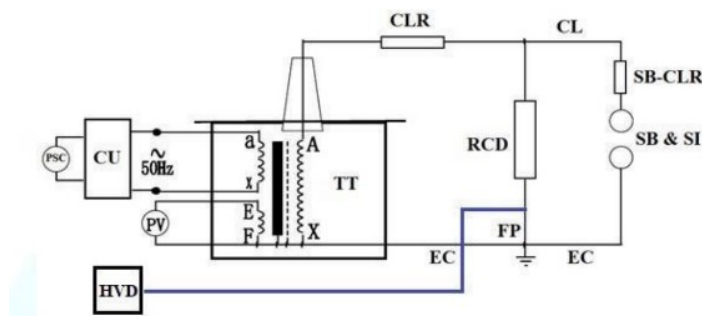 CLR
CL
SB-CLR
SB & SI
RCD
a
A
CU
PSC
~
50Hz
TT
x
E
PV
F
X
FP
EC
EC
HVD